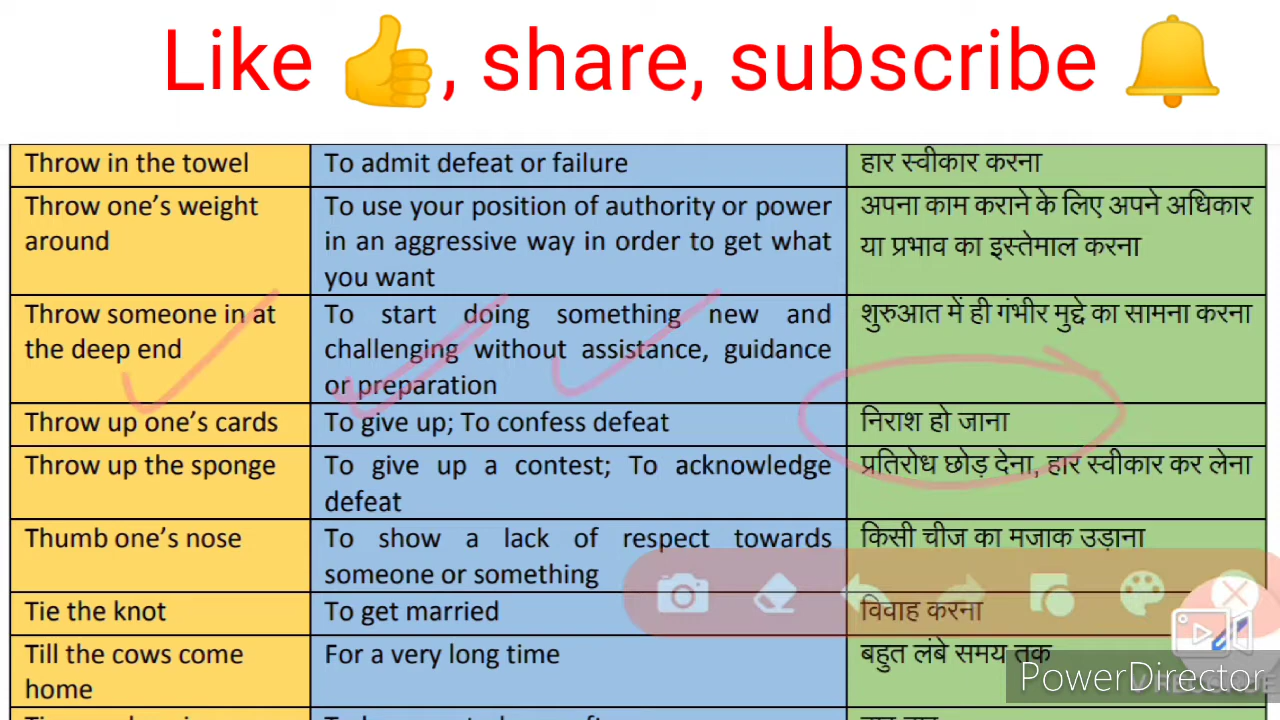 Like 👍, share, subscribe 🔔
Throw in the towel
To admit defeat or failure
हार स्वीकार करना
Throw one's weight
around
To use your position of authority or power
in an aggressive way in order to get what
you want
अपना काम कराने के लिए अपने अधिकार
या प्रभाव का इस्तेमाल करना
Throw someone in at
the deep end
To start doing something new and
challenging without assistance, guidance
or preparation
शुरुआत में ही गंभीर मुद्दे का सामना करना
Throw up one's cards
To give up; To confess defeat
निराश हो जाना
Throw up the sponge
To give up a contest; To acknowledge
defeat
प्रतिरोध छोड़ देना, हार स्वीकार कर लेना
Thumb one's nose
To show a lack of respect towards
someone or something
किसी चीज का मजाक उड़ाना
Tie the knot
To get married
विवाह करना
Till the cows come
home
For a very long time
बहुत लंबे समय तक
PowerDirector